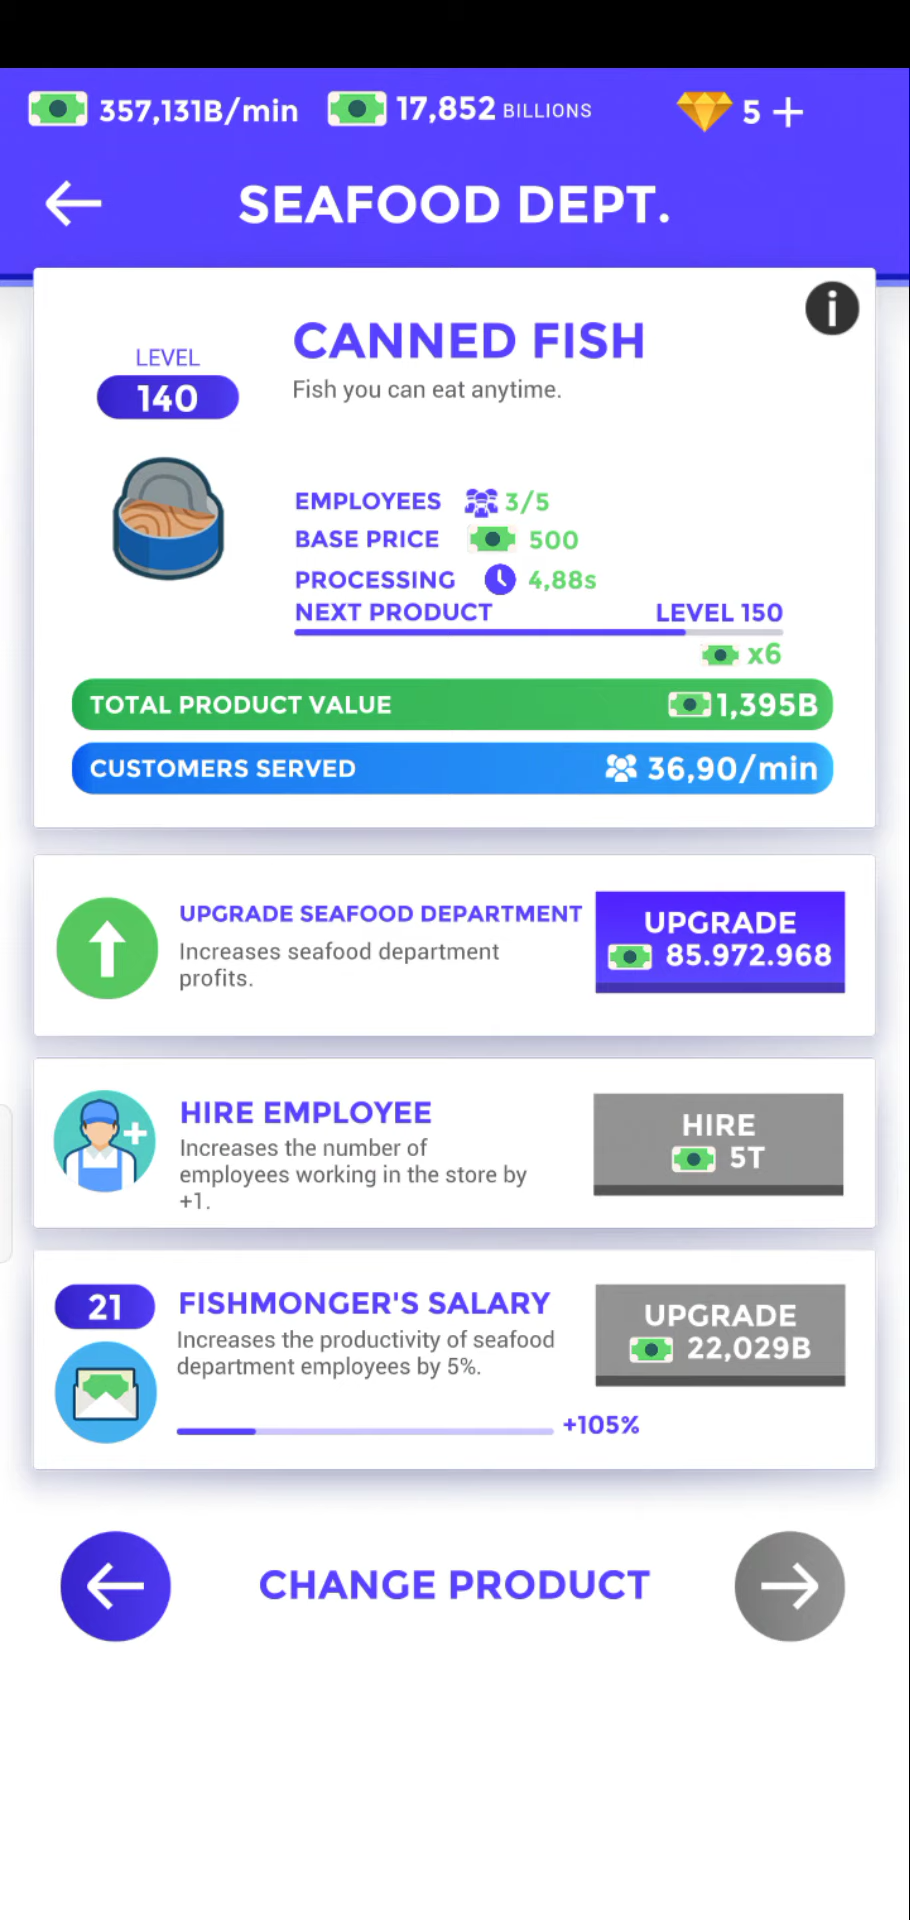 357,131B/min 17,852 BILLIONS 5 +
SEAFOOD DEPT.
i
LEVEL
140
CANNED FISH
Fish you can eat anytime.
EMPLOYEES 3/5
BASE PRICE 500
PROCESSING 4,88s
NEXT PRODUCT LEVEL 150
x6
TOTAL PRODUCT VALUE 1,395B
CUSTOMERS SERVED 36,90/min
UPGRADE SEAFOOD DEPARTMENT
Increases seafood department
profits.
UPGRADE
85.972.968
HIRE EMPLOYEE
Increases the number of
employees working in the store by
+1.
HIRE
5T
21
FISHMONGER'S SALARY
Increases the productivity of seafood
department employees by 5%.
+105%
UPGRADE
22,029B
CHANGE PRODUCT